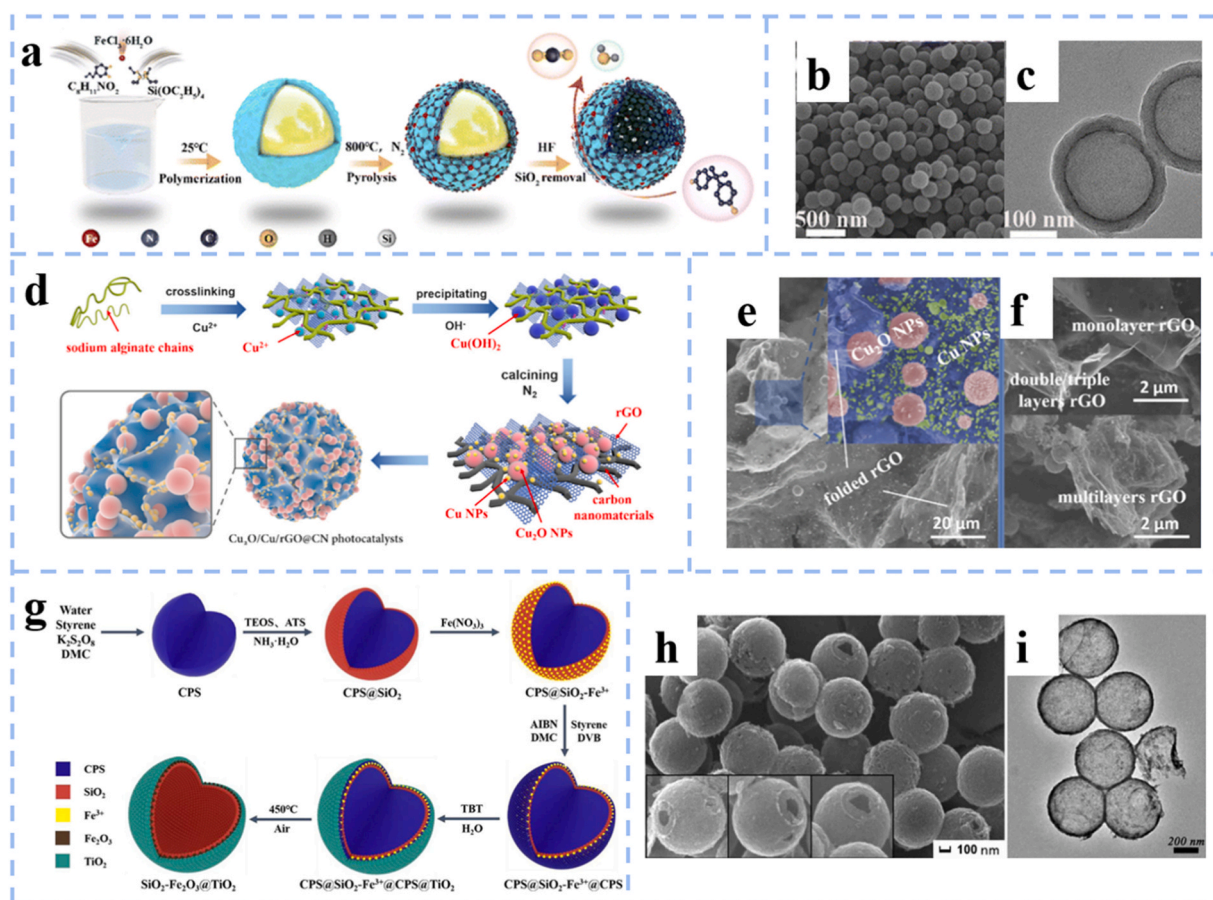 a
FeCl₃·6H₂O
C₆H₁₁NO₂
Si(OC₂H₅)₄
25℃
Polymerization
800℃, N₂
Pyrolysis
HF
SiO₂ removal
Fe
N
C
O
H
Si
b
500 nm
c
100 nm
d
sodium alginate chains
crosslinking
Cu²⁺
Cu²⁺
precipitating
OH⁻
Cu(OH)₂
calcining
N₂
rGO
carbon
nanomaterials
Cu NPs
Cu₂O NPs
Cu₂O/Cu/rGO@CN photocatalysts
e
Cu₂O NPs
Cu NPs
folded rGO
20 μm
f
monolayer rGO
double/triple
layers rGO
2 μm
multilayers rGO
2 μm
g
Water
Styrene
K₂S₂O₈
DMC
CPS
TEOS、ATS
NH₃·H₂O
CPS@SiO₂
Fe(NO₃)₃
CPS@SiO₂-Fe³⁺
AIBN
DMC
Styrene
DVB
CPS@SiO₂-Fe³⁺@CPS
TBT
H₂O
CPS@SiO₂-Fe³⁺@CPS@TiO₂
450℃
Air
SiO₂-Fe₂O₃@TiO₂
CPS
SiO₂
Fe³⁺
Fe₂O₃
TiO₂
h
100 nm
i
200 nm